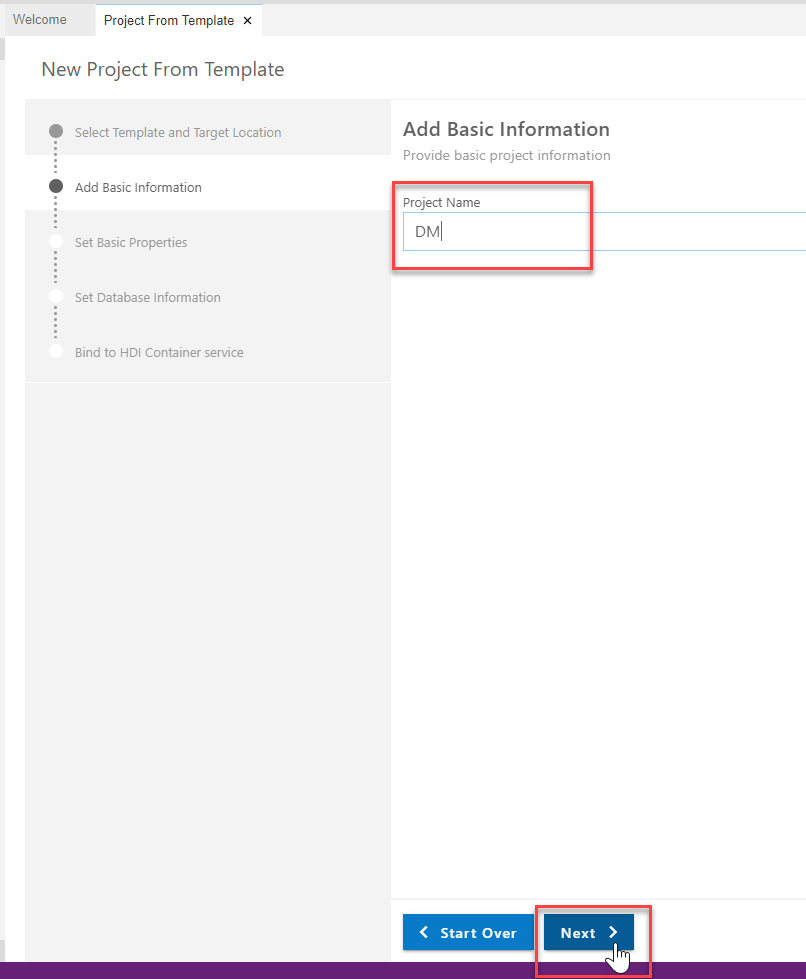 Welcome
Project From Template ×
New Project From Template
Select Template and Target Location
Add Basic Information
Set Basic Properties
Set Database Information
Bind to HDI Container service
Add Basic Information
Provide basic project information
Project Name
DM
Start Over
Next